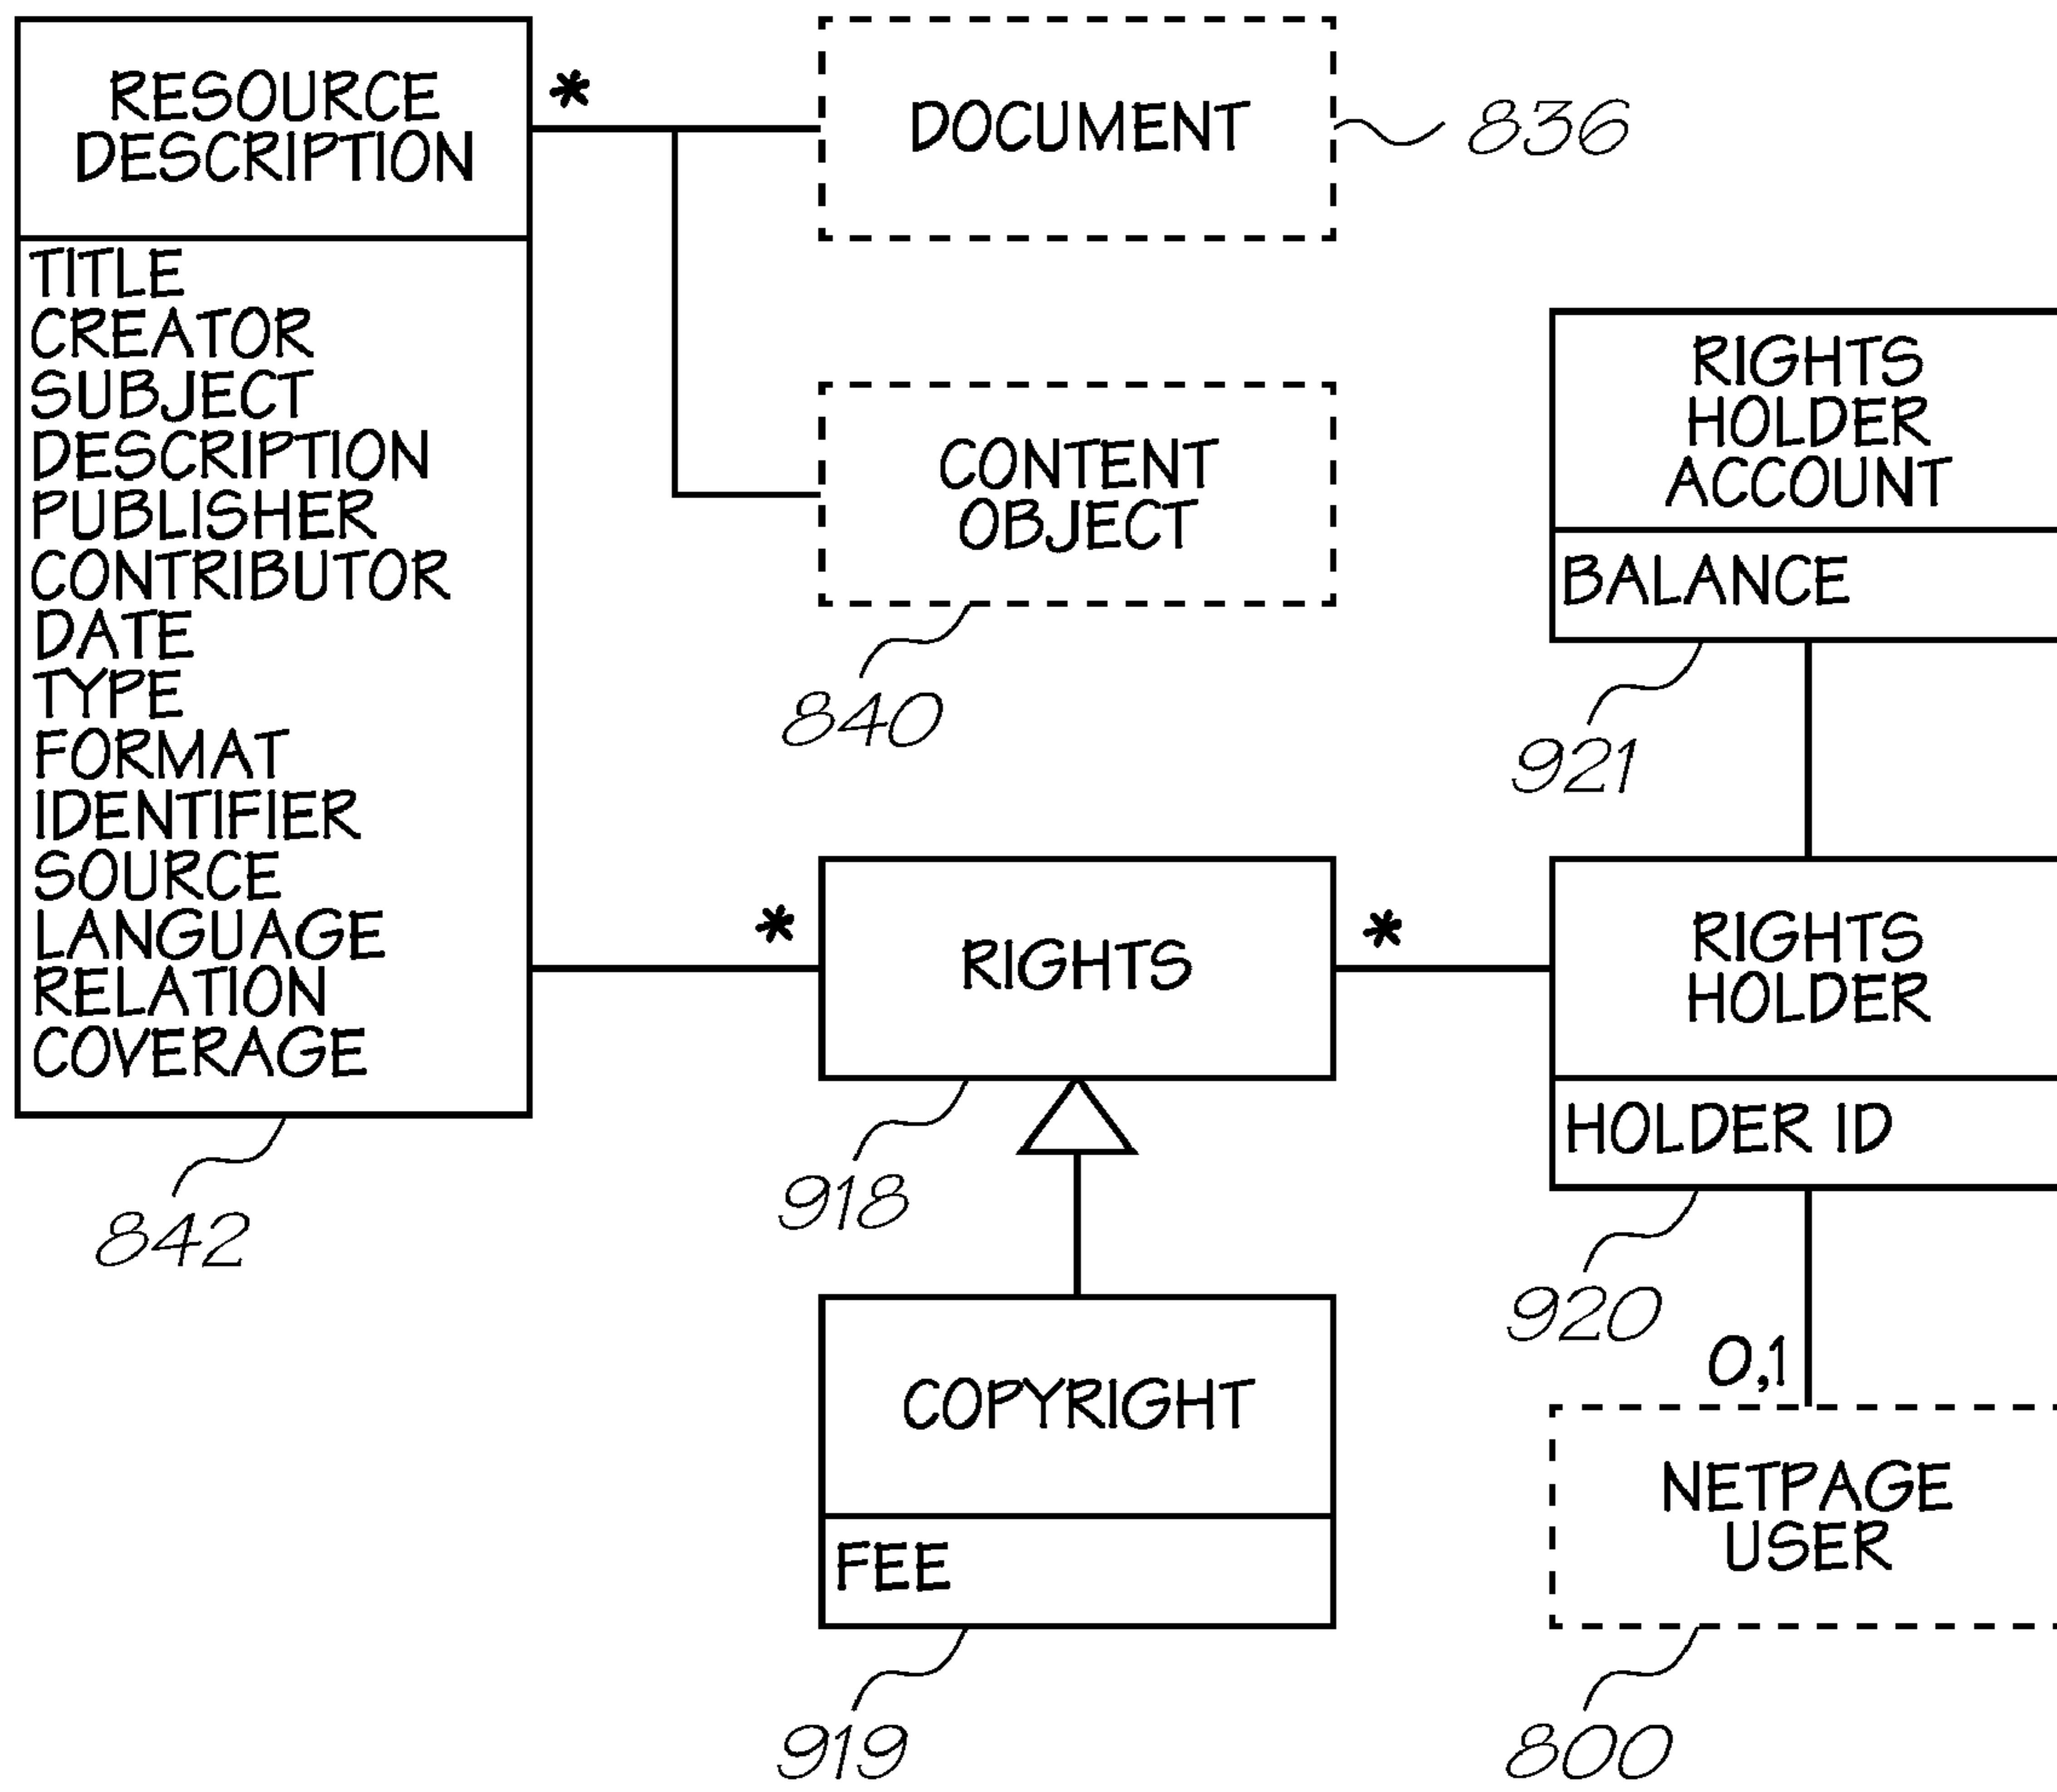 RESOURCE
DESCRIPTION
*
TITLE
CREATOR
SUBJECT
DESCRIPTION
PUBLISHER
CONTRIBUTOR
DATE
TYPE
FORMAT
IDENTIFIER
SOURCE
LANGUAGE
RELATION
COVERAGE
842
DOCUMENT
836
CONTENT
OBJECT
840
RIGHTS
HOLDER
ACCOUNT
BALANCE
921
*
RIGHTS
918
*
RIGHTS
HOLDER
HOLDER ID
920
COPYRIGHT
FEE
919
0,1
NETPAGE
USER
800